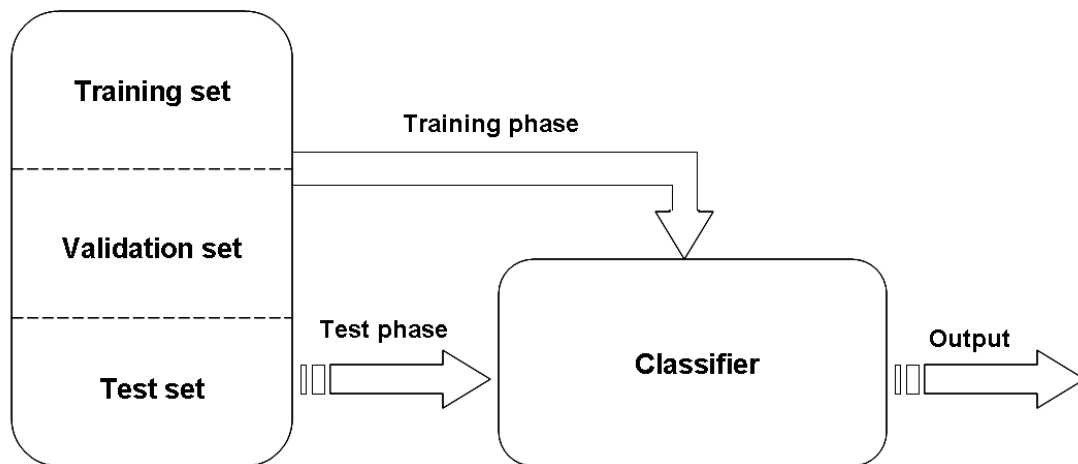 Training set
Training phase
Validation set
Test phase
Test set
Classifier
Output